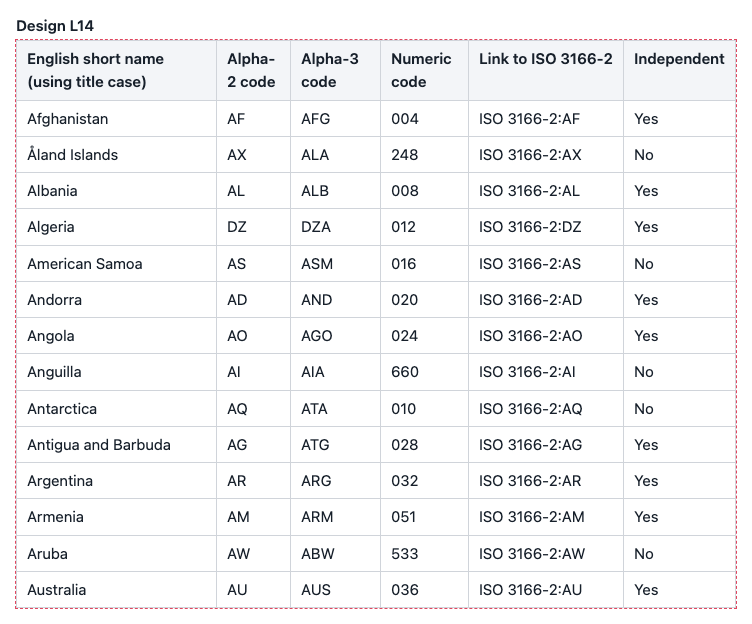 Design L14
English short name (using title case) Alpha-2 code Alpha-3 code Numeric code Link to ISO 3166-2 Independent
Afghanistan AF AFG 004 ISO 3166-2:AF Yes
Åland Islands AX ALA 248 ISO 3166-2:AX No
Albania AL ALB 008 ISO 3166-2:AL Yes
Algeria DZ DZA 012 ISO 3166-2:DZ Yes
American Samoa AS ASM 016 ISO 3166-2:AS No
Andorra AD AND 020 ISO 3166-2:AD Yes
Angola AO AGO 024 ISO 3166-2:AO Yes
Anguilla AI AIA 660 ISO 3166-2:AI No
Antarctica AQ ATA 010 ISO 3166-2:AQ No
Antigua and Barbuda AG ATG 028 ISO 3166-2:AG Yes
Argentina AR ARG 032 ISO 3166-2:AR Yes
Armenia AM ARM 051 ISO 3166-2:AM Yes
Aruba AW ABW 533 ISO 3166-2:AW No
Australia AU AUS 036 ISO 3166-2:AU Yes